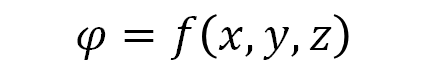 φ = f(x, y, z)